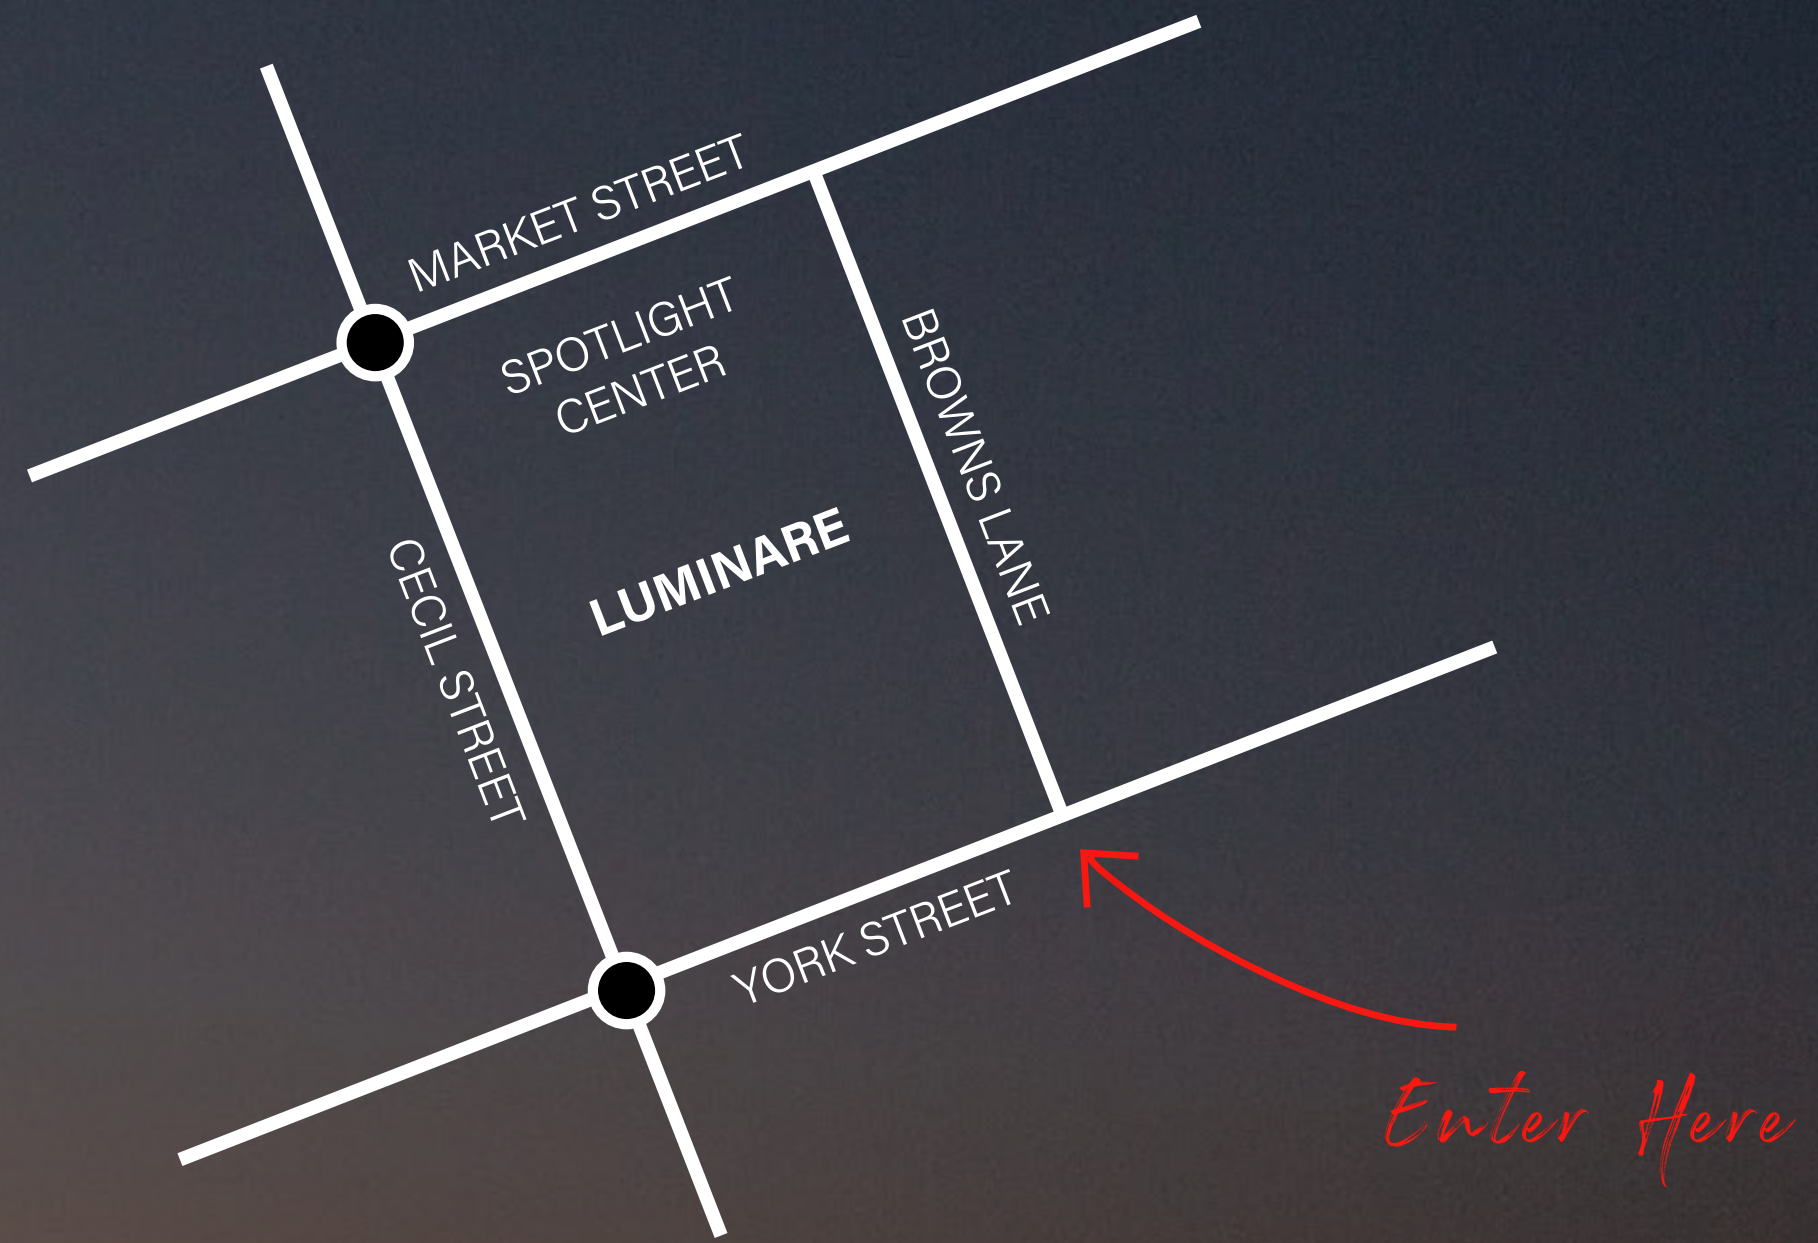 MARKET STREET
SPOTLIGHT
CENTER
BROWNS LANE
LUMINARE
CECIL STREET
YORK STREET
Enter Here